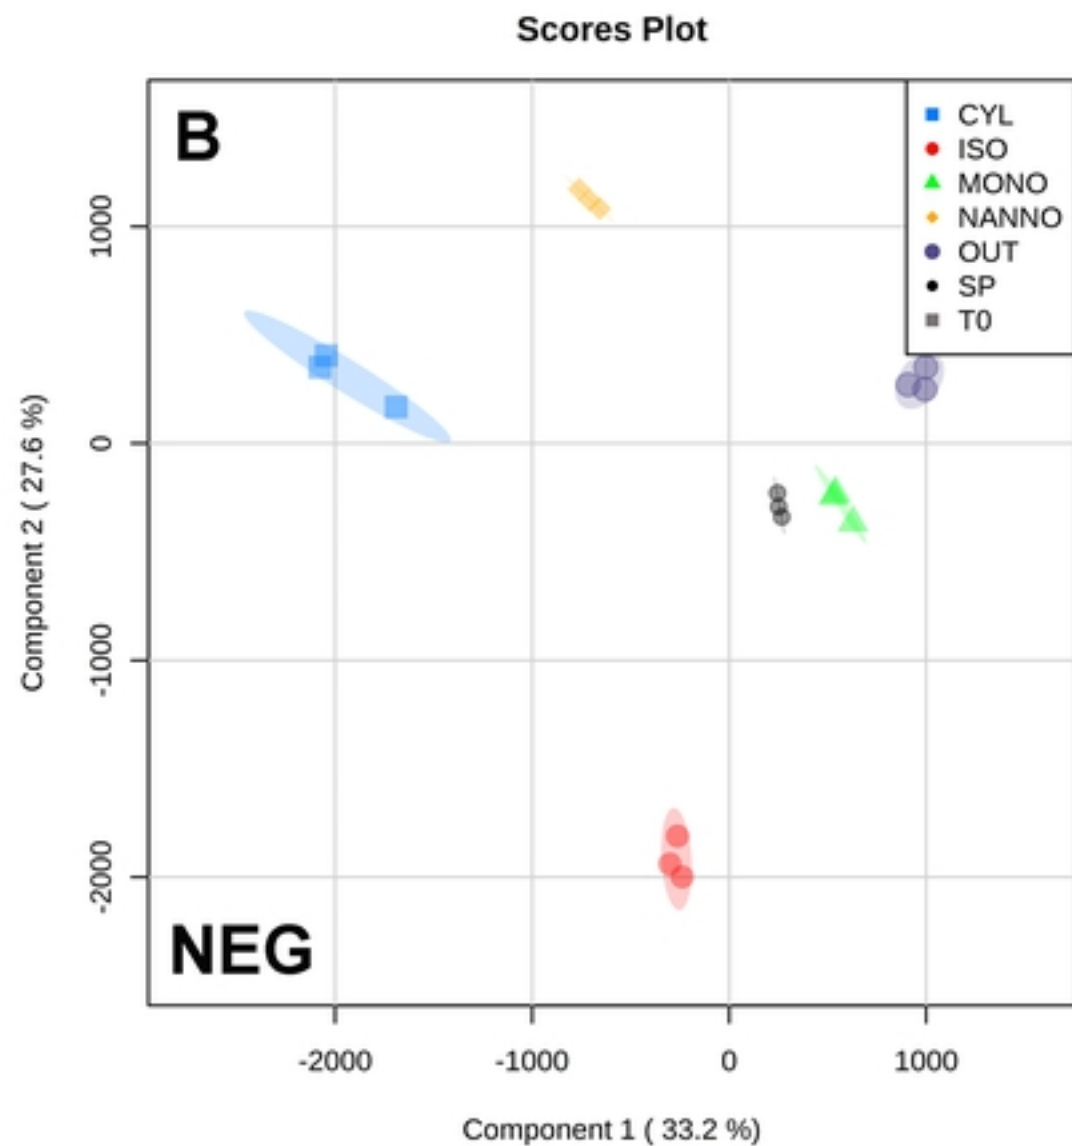 Scores Plot
B
CYL
ISO
MONO
NANNO
OUT
SP
T0
1000
0
-1000
-2000
Component 2 ( 27.6 %)
NEG
-2000
-1000
0
1000
Component 1 ( 33.2 %)